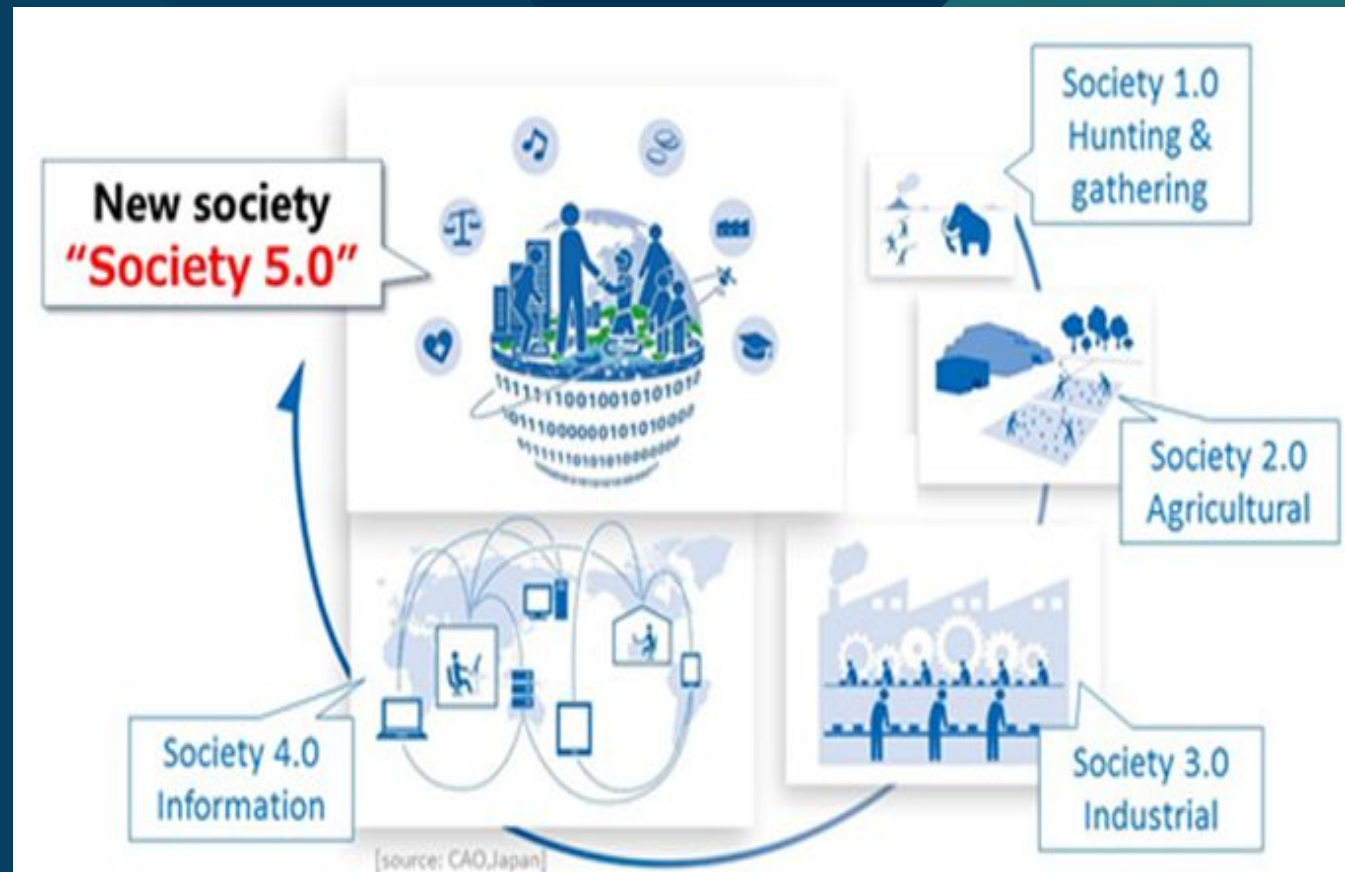 Society 1.0
Hunting &
gathering
New society
"Society 5.0"
Society 2.0
Agricultural
Society 4.0
Information
Society 3.0
Industrial
[source: CAO,Japan]